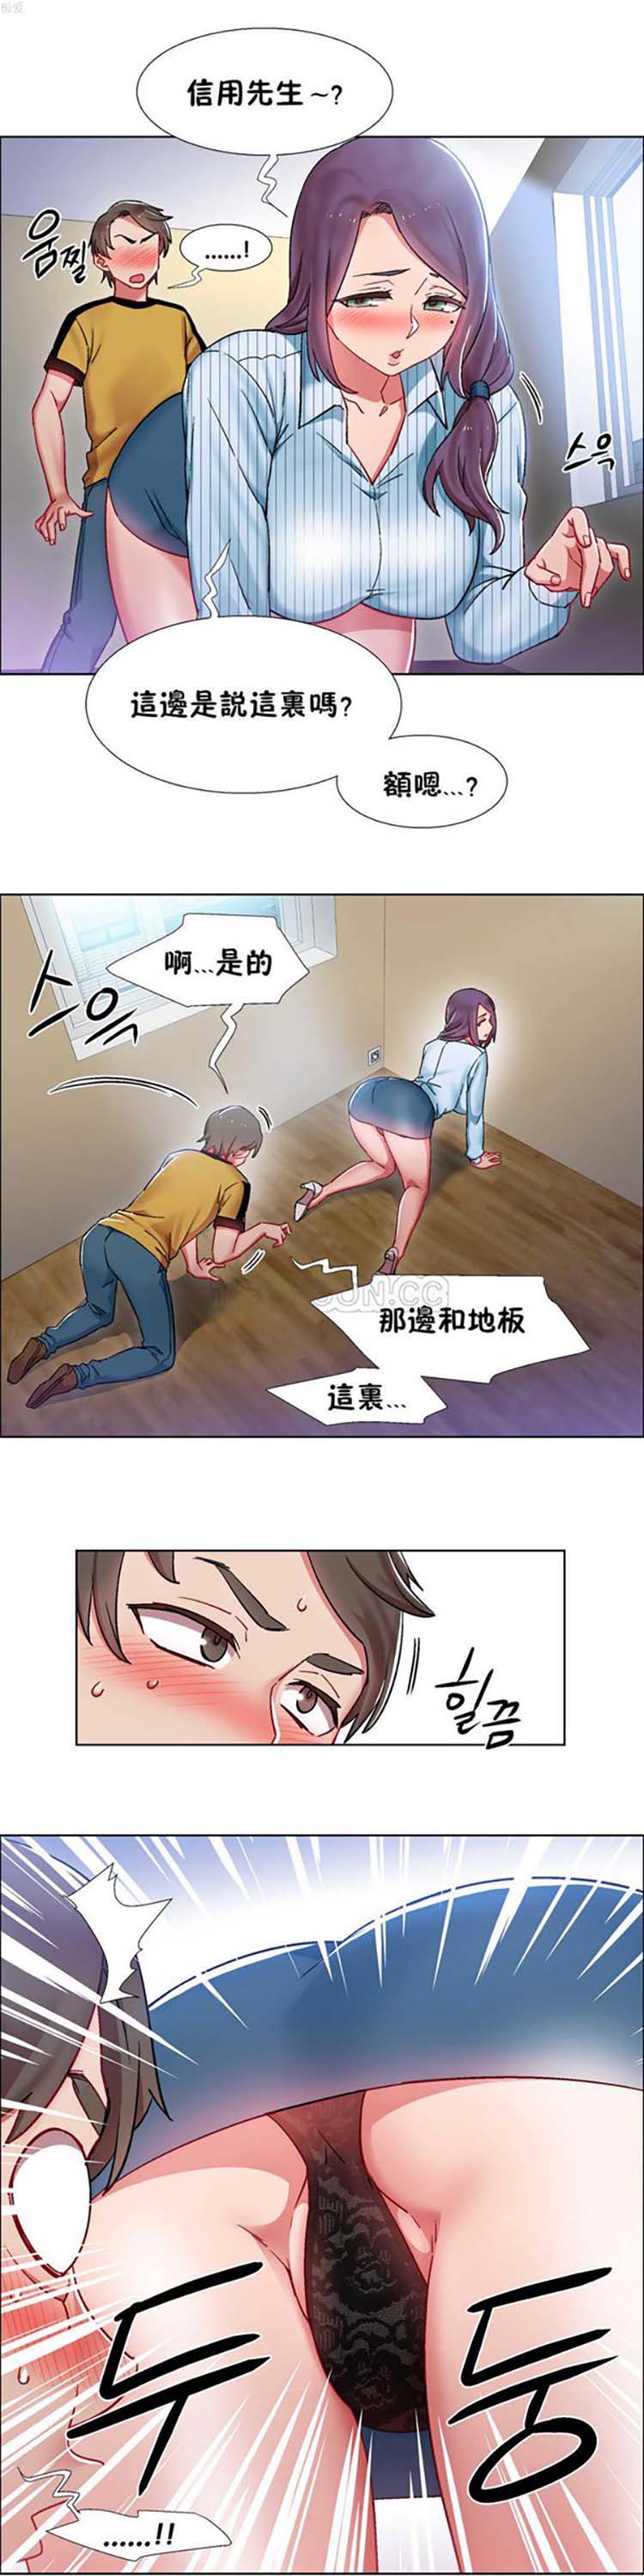 信用先生~?
움찔
......!
스윽
這邊是説這裏嗎?
額嗯...?
啊...是的
스윽
那邊和地板
這裏...
힐끔
두둥
......!!